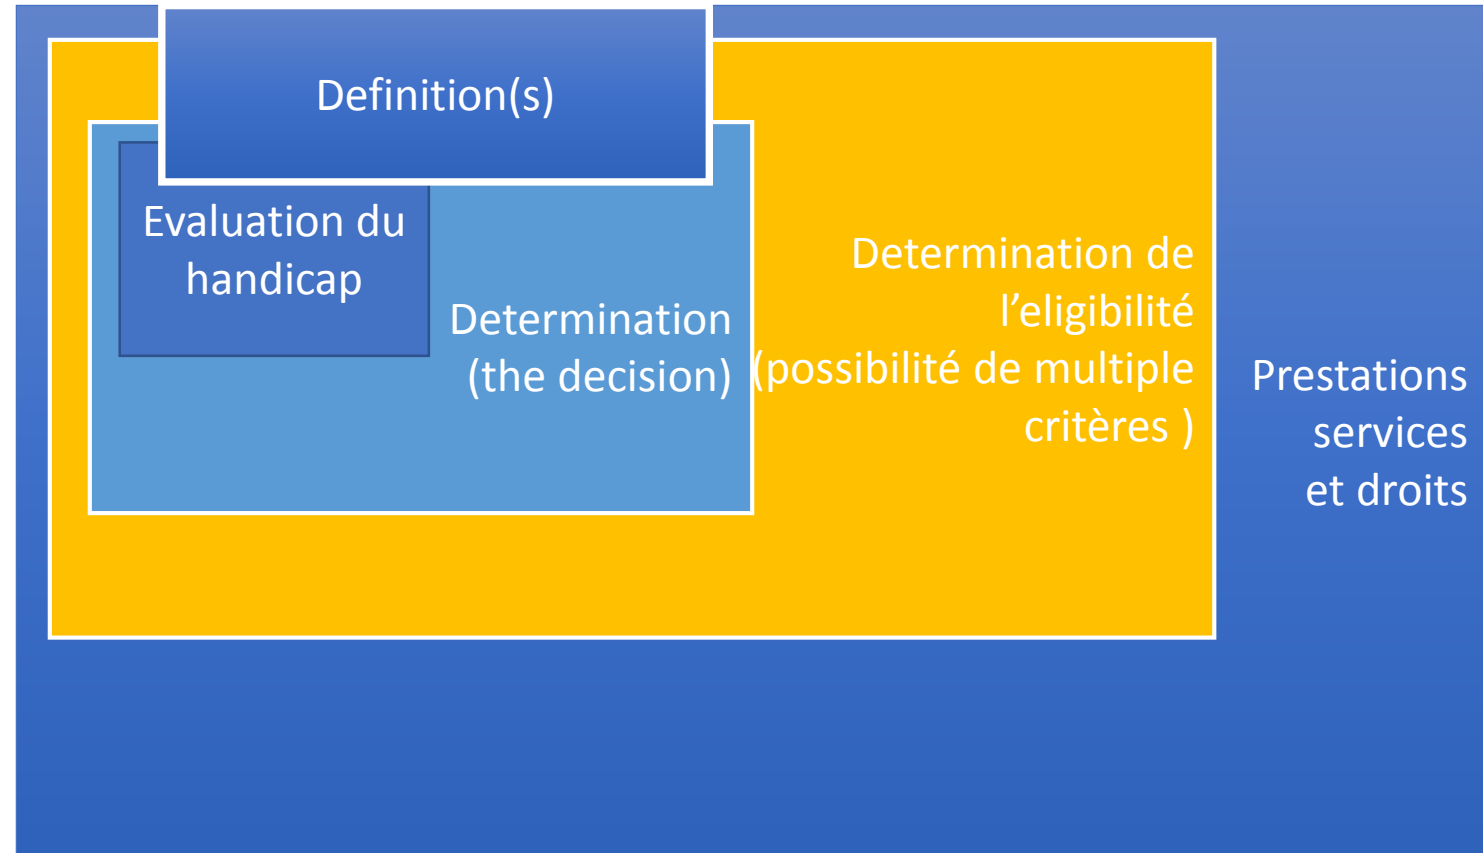 Definition(s)
Evaluation du
handicap
Determination
(the decision)
Determination de
l’eligibilité
(possibilité de multiple
critères )
Prestations
services
et droits